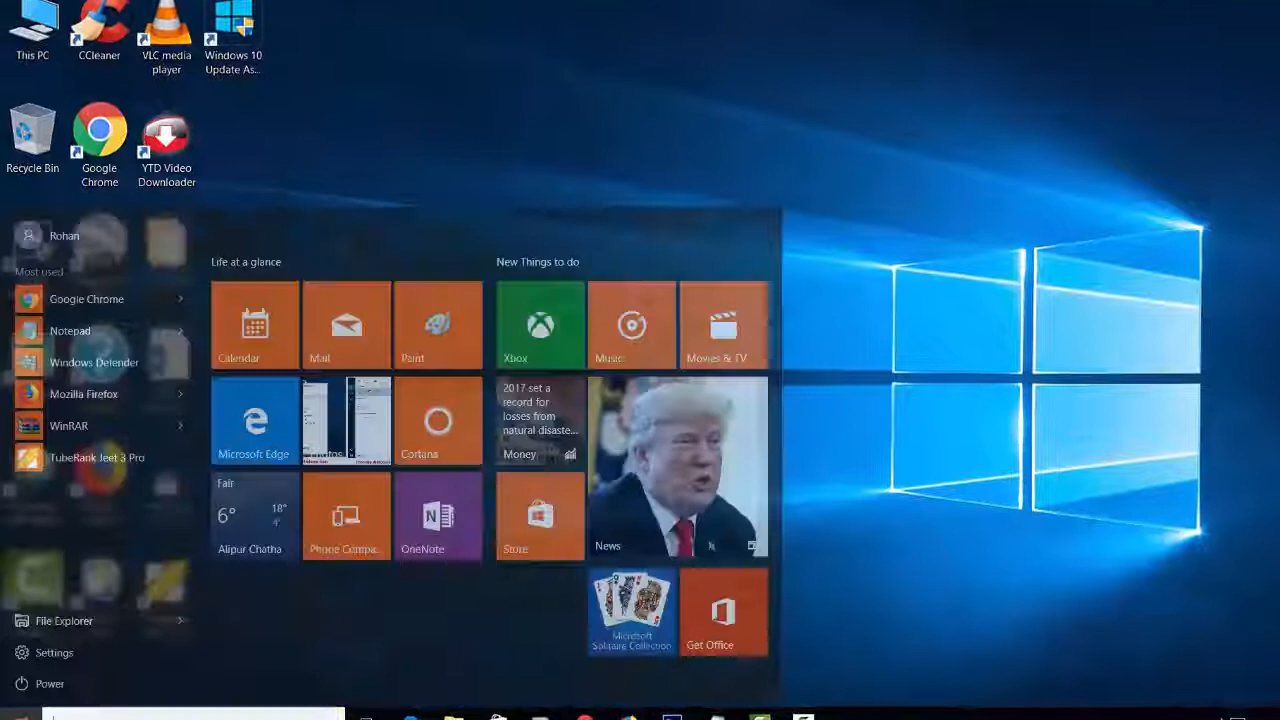 This PC
CCleaner
VLC media
player
Windows 10
Update As...
Recycle Bin
Google
Chrome
YTD Video
Downloader
Rohan
Most used
Google Chrome
Notepad
Windows Defender
Mozilla Firefox
WinRAR
TubeRank Jeet 3 Pro
File Explorer
Settings
Power
Life at a glance
Calendar
Mail
Paint
Microsoft Edge
Cortana
Fair
6°
18°
4°
Alipur Chatha
Phone Compa...
OneNote
New Things to do
Xbox
Music
Movies & TV
2017 set a
record for
losses from
natural disaste...
Money
News
Store
Microsoft
Solitaire Collection
Get Office